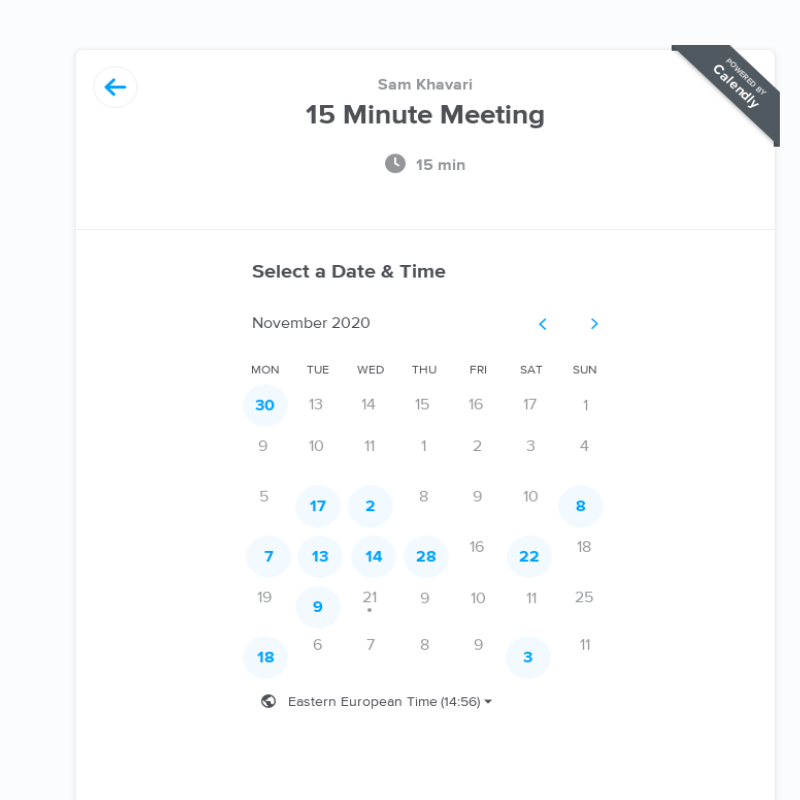 POWERED BY
Calendly
Sam Khavari
15 Minute Meeting
15 min
Select a Date & Time
November 2020
MON TUE WED THU FRI SAT SUN
30 13 14 15 16 17 1
9 10 11 1 2 3 4
5 17 2 8 9 10 8
7 13 14 28 16 22 18
19 9 21 9 10 11 25
18 6 7 8 9 3 11
Eastern European Time (14:56)